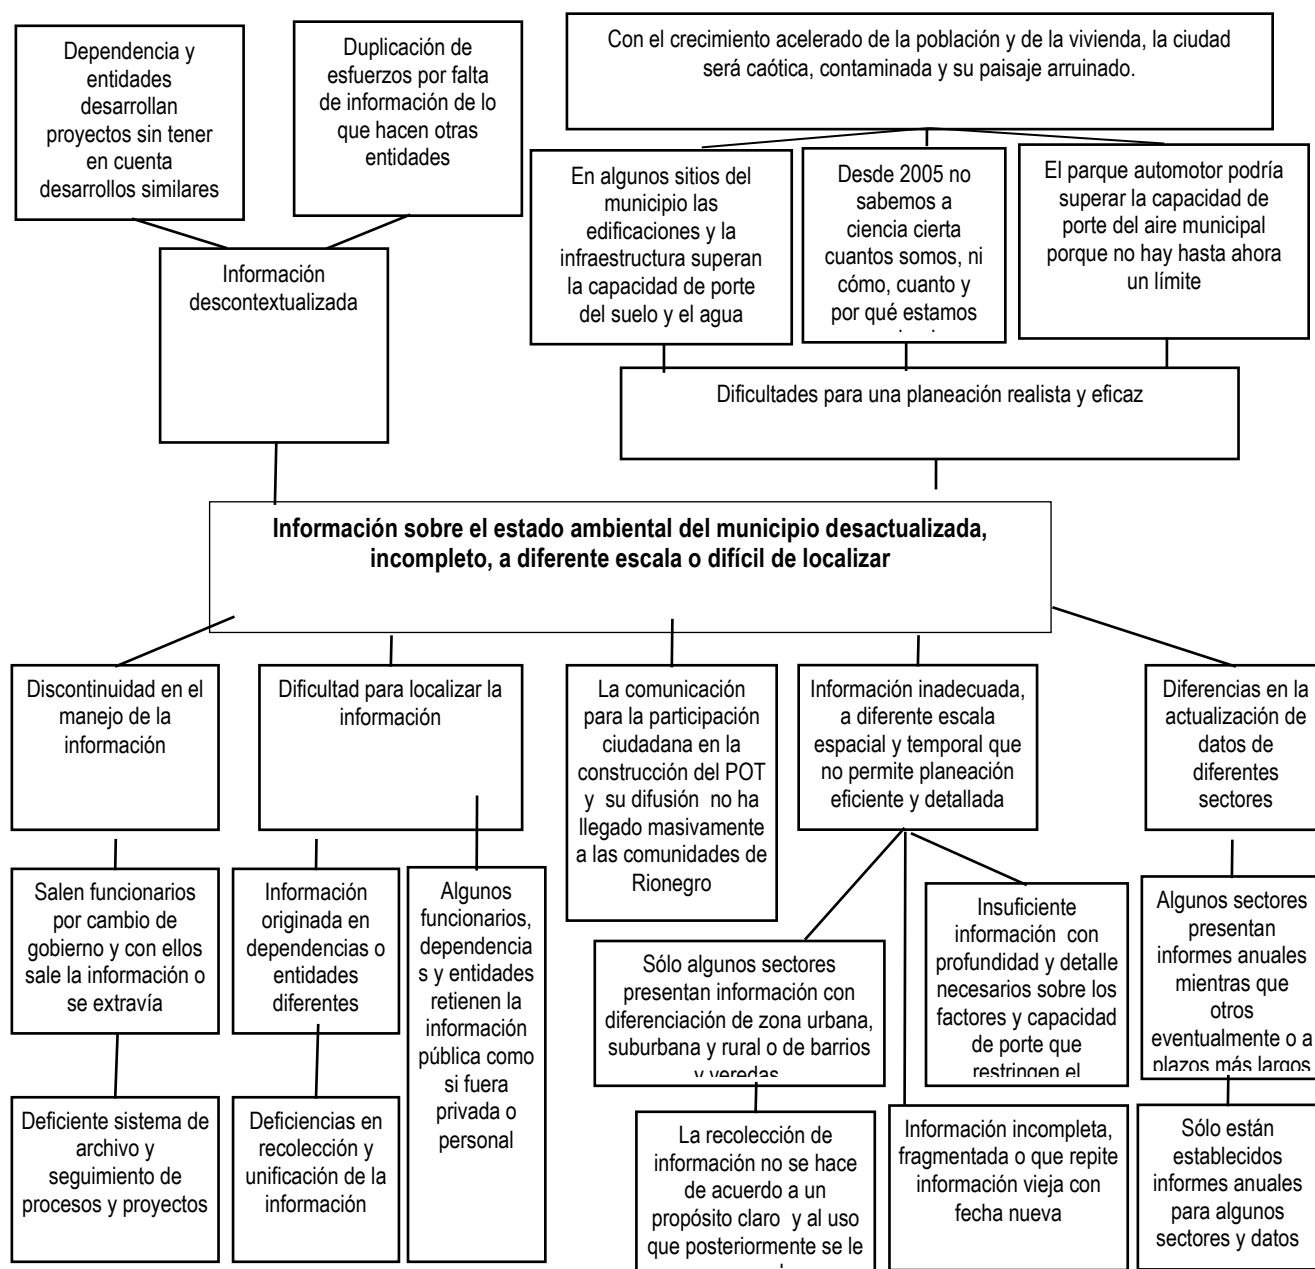 Dependencia y
entidades
desarrollan
proyectos sin tener
en cuenta
desarrollos similares
Duplicación de
esfuerzos por falta
de información de lo
que hacen otras
entidades
Con el crecimiento acelerado de la población y de la vivienda, la ciudad
será caótica, contaminada y su paisaje arruinado.
En algunos sitios del
municipio las
edificaciones y la
infraestructura superan
la capacidad de porte
del suelo y el agua
Desde 2005 no
sabemos a
ciencia cierta
cuantos somos, ni
cómo, cuanto y
por qué estamos
El parque automotor podría
superar la capacidad de
porte del aire municipal
porque no hay hasta ahora
un límite
Información
descontextualizada
Dificultades para una planeación realista y eficaz
Información sobre el estado ambiental del municipio desactualizada,
incompleto, a diferente escala o difícil de localizar
Discontinuidad en el
manejo de la
información
Dificultad para localizar la
información
La comunicación
para la participación
ciudadana en la
construcción del POT
y su difusión no ha
llegado masivamente
a las comunidades de
Rionegro
Información inadecuada,
a diferente escala
espacial y temporal que
no permite planeación
eficiente y detallada
Diferencias en la
actualización de
datos de
diferentes
sectores
Salen funcionarios
por cambio de
gobierno y con ellos
sale la información o
se extravía
Información
originada en
dependencias o
entidades
diferentes
Algunos
funcionarios,
dependencia
s y entidades
retienen la
información
pública como
si fuera
privada o
personal
Sólo algunos sectores
presentan información con
diferenciación de zona urbana,
suburbana y rural o de barrios
y veredas
Insuficiente
información con
profundidad y detalle
necesarios sobre los
factores y capacidad
de porte que
restringen el
Algunos sectores
presentan
informes anuales
mientras que
otros
eventualmente o a
plazos más largos
Deficiente sistema de
archivo y
seguimiento de
procesos y proyectos
Deficiencias en
recolección y
unificación de la
información
La recolección de
información no se hace
de acuerdo a un
propósito claro y al uso
que posteriormente se le
Información incompleta,
fragmentada o que repite
información vieja con
fecha nueva
Sólo están
establecidos
informes anuales
para algunos
sectores y datos